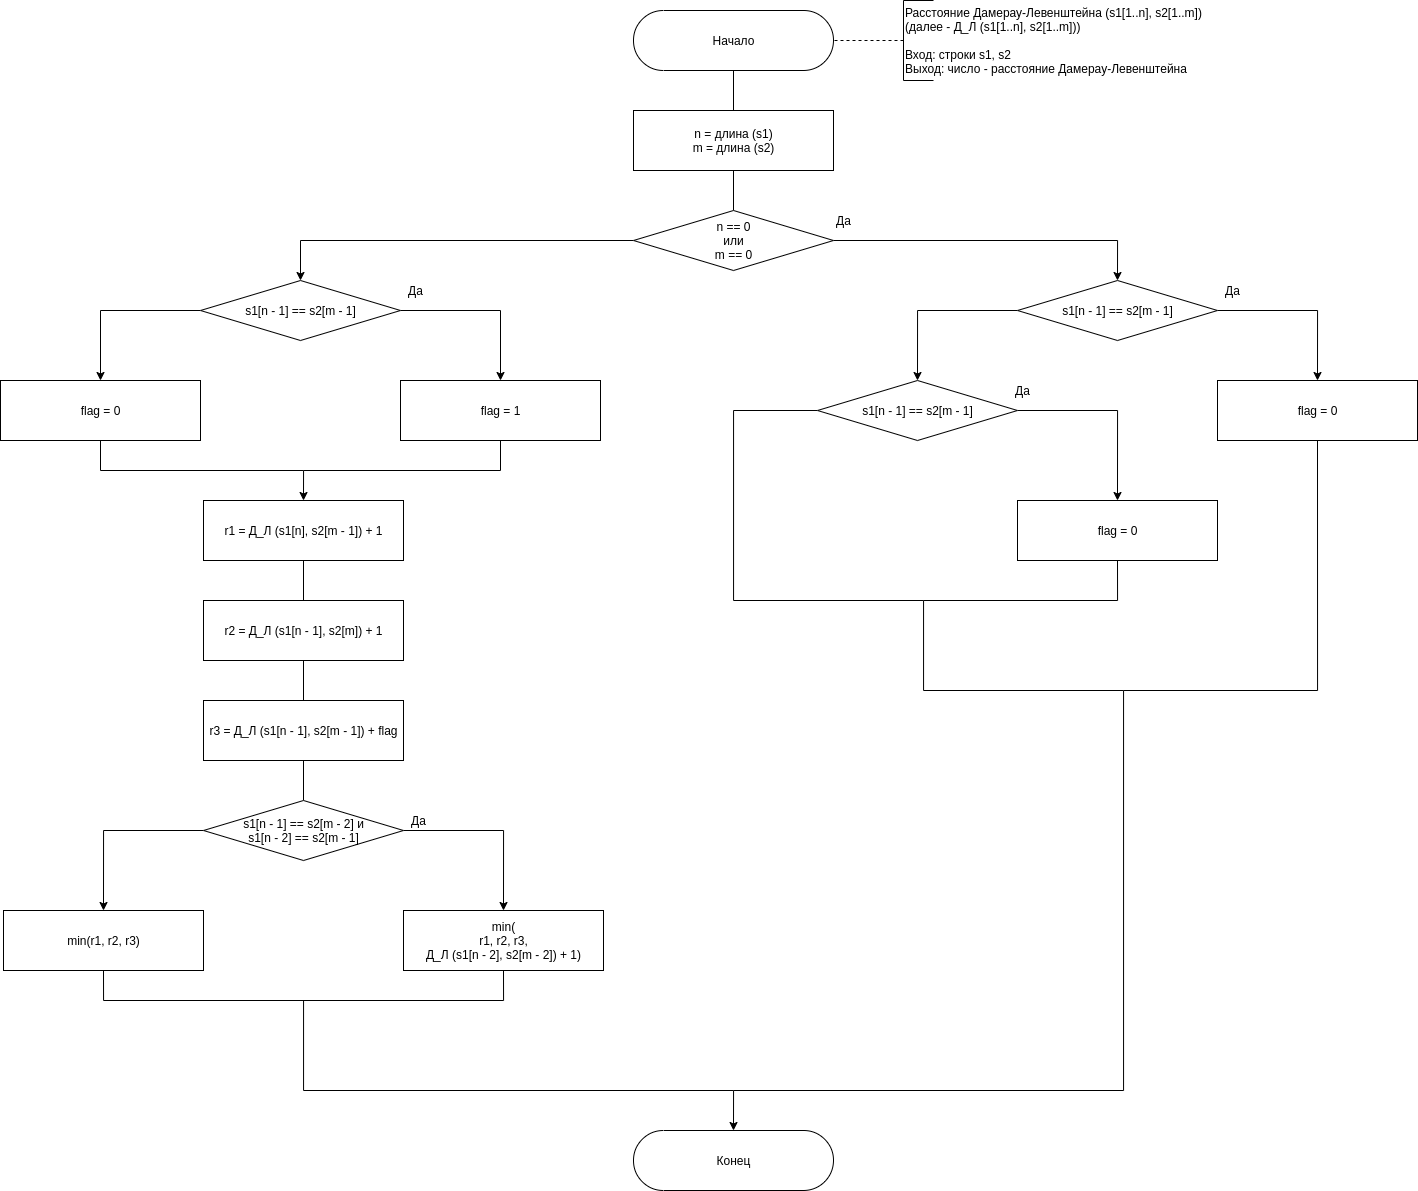 Начало
Расстояние Дамерау-Левенштейна (s1[1..n], s2[1..m])
(далее - Д_Л (s1[1..n], s2[1..m]))
Вход: строки s1, s2
Выход: число - расстояние Дамерау-Левенштейна
n = длина (s1)
m = длина (s2)
n == 0
или
m == 0
Да
s1[n - 1] == s2[m - 1]
Да
s1[n - 1] == s2[m - 1]
Да
flag = 0
flag = 1
s1[n - 1] == s2[m - 1]
Да
flag = 0
r1 = Д_Л (s1[n], s2[m - 1]) + 1
flag = 0
r2 = Д_Л (s1[n - 1], s2[m]) + 1
r3 = Д_Л (s1[n - 1], s2[m - 1]) + flag
s1[n - 1] == s2[m - 2] и
s1[n - 2] == s2[m - 1]
Да
min(r1, r2, r3)
min(
r1, r2, r3,
Д_Л (s1[n - 2], s2[m - 2]) + 1)
Конец